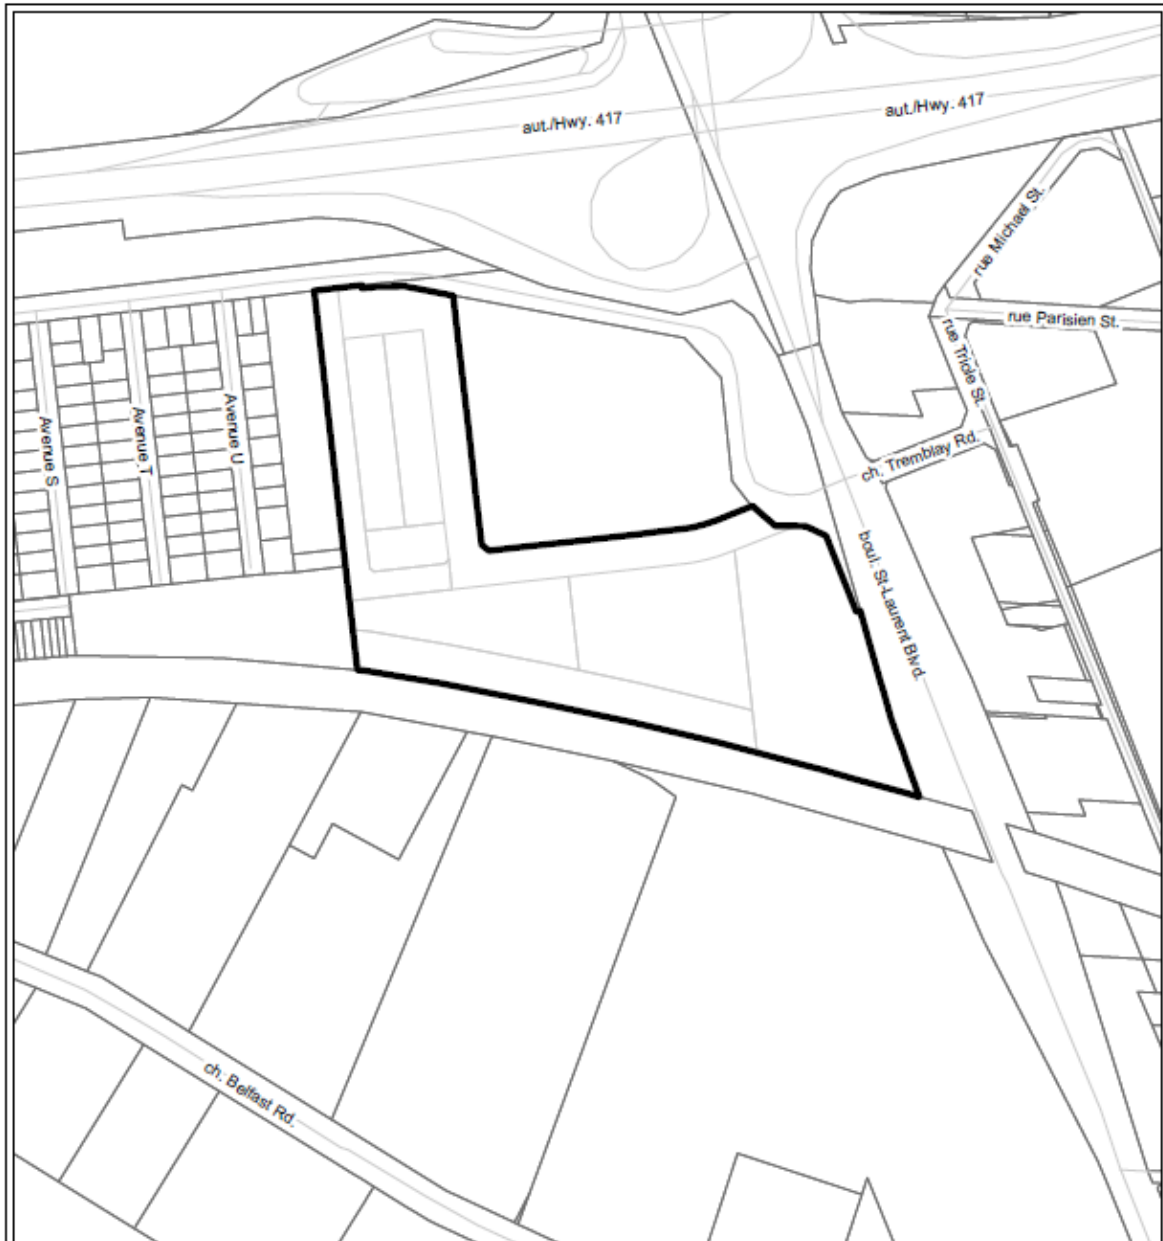 aut./Hwy. 417
aut./Hwy. 417
rue Michael St.
rue Parisien St.
rue Triole St.
Avenue S
Avenue T
Avenue U
ch. Tremblay Rd.
boul. St-Laurent Blvd.
ch. Belfast Rd.